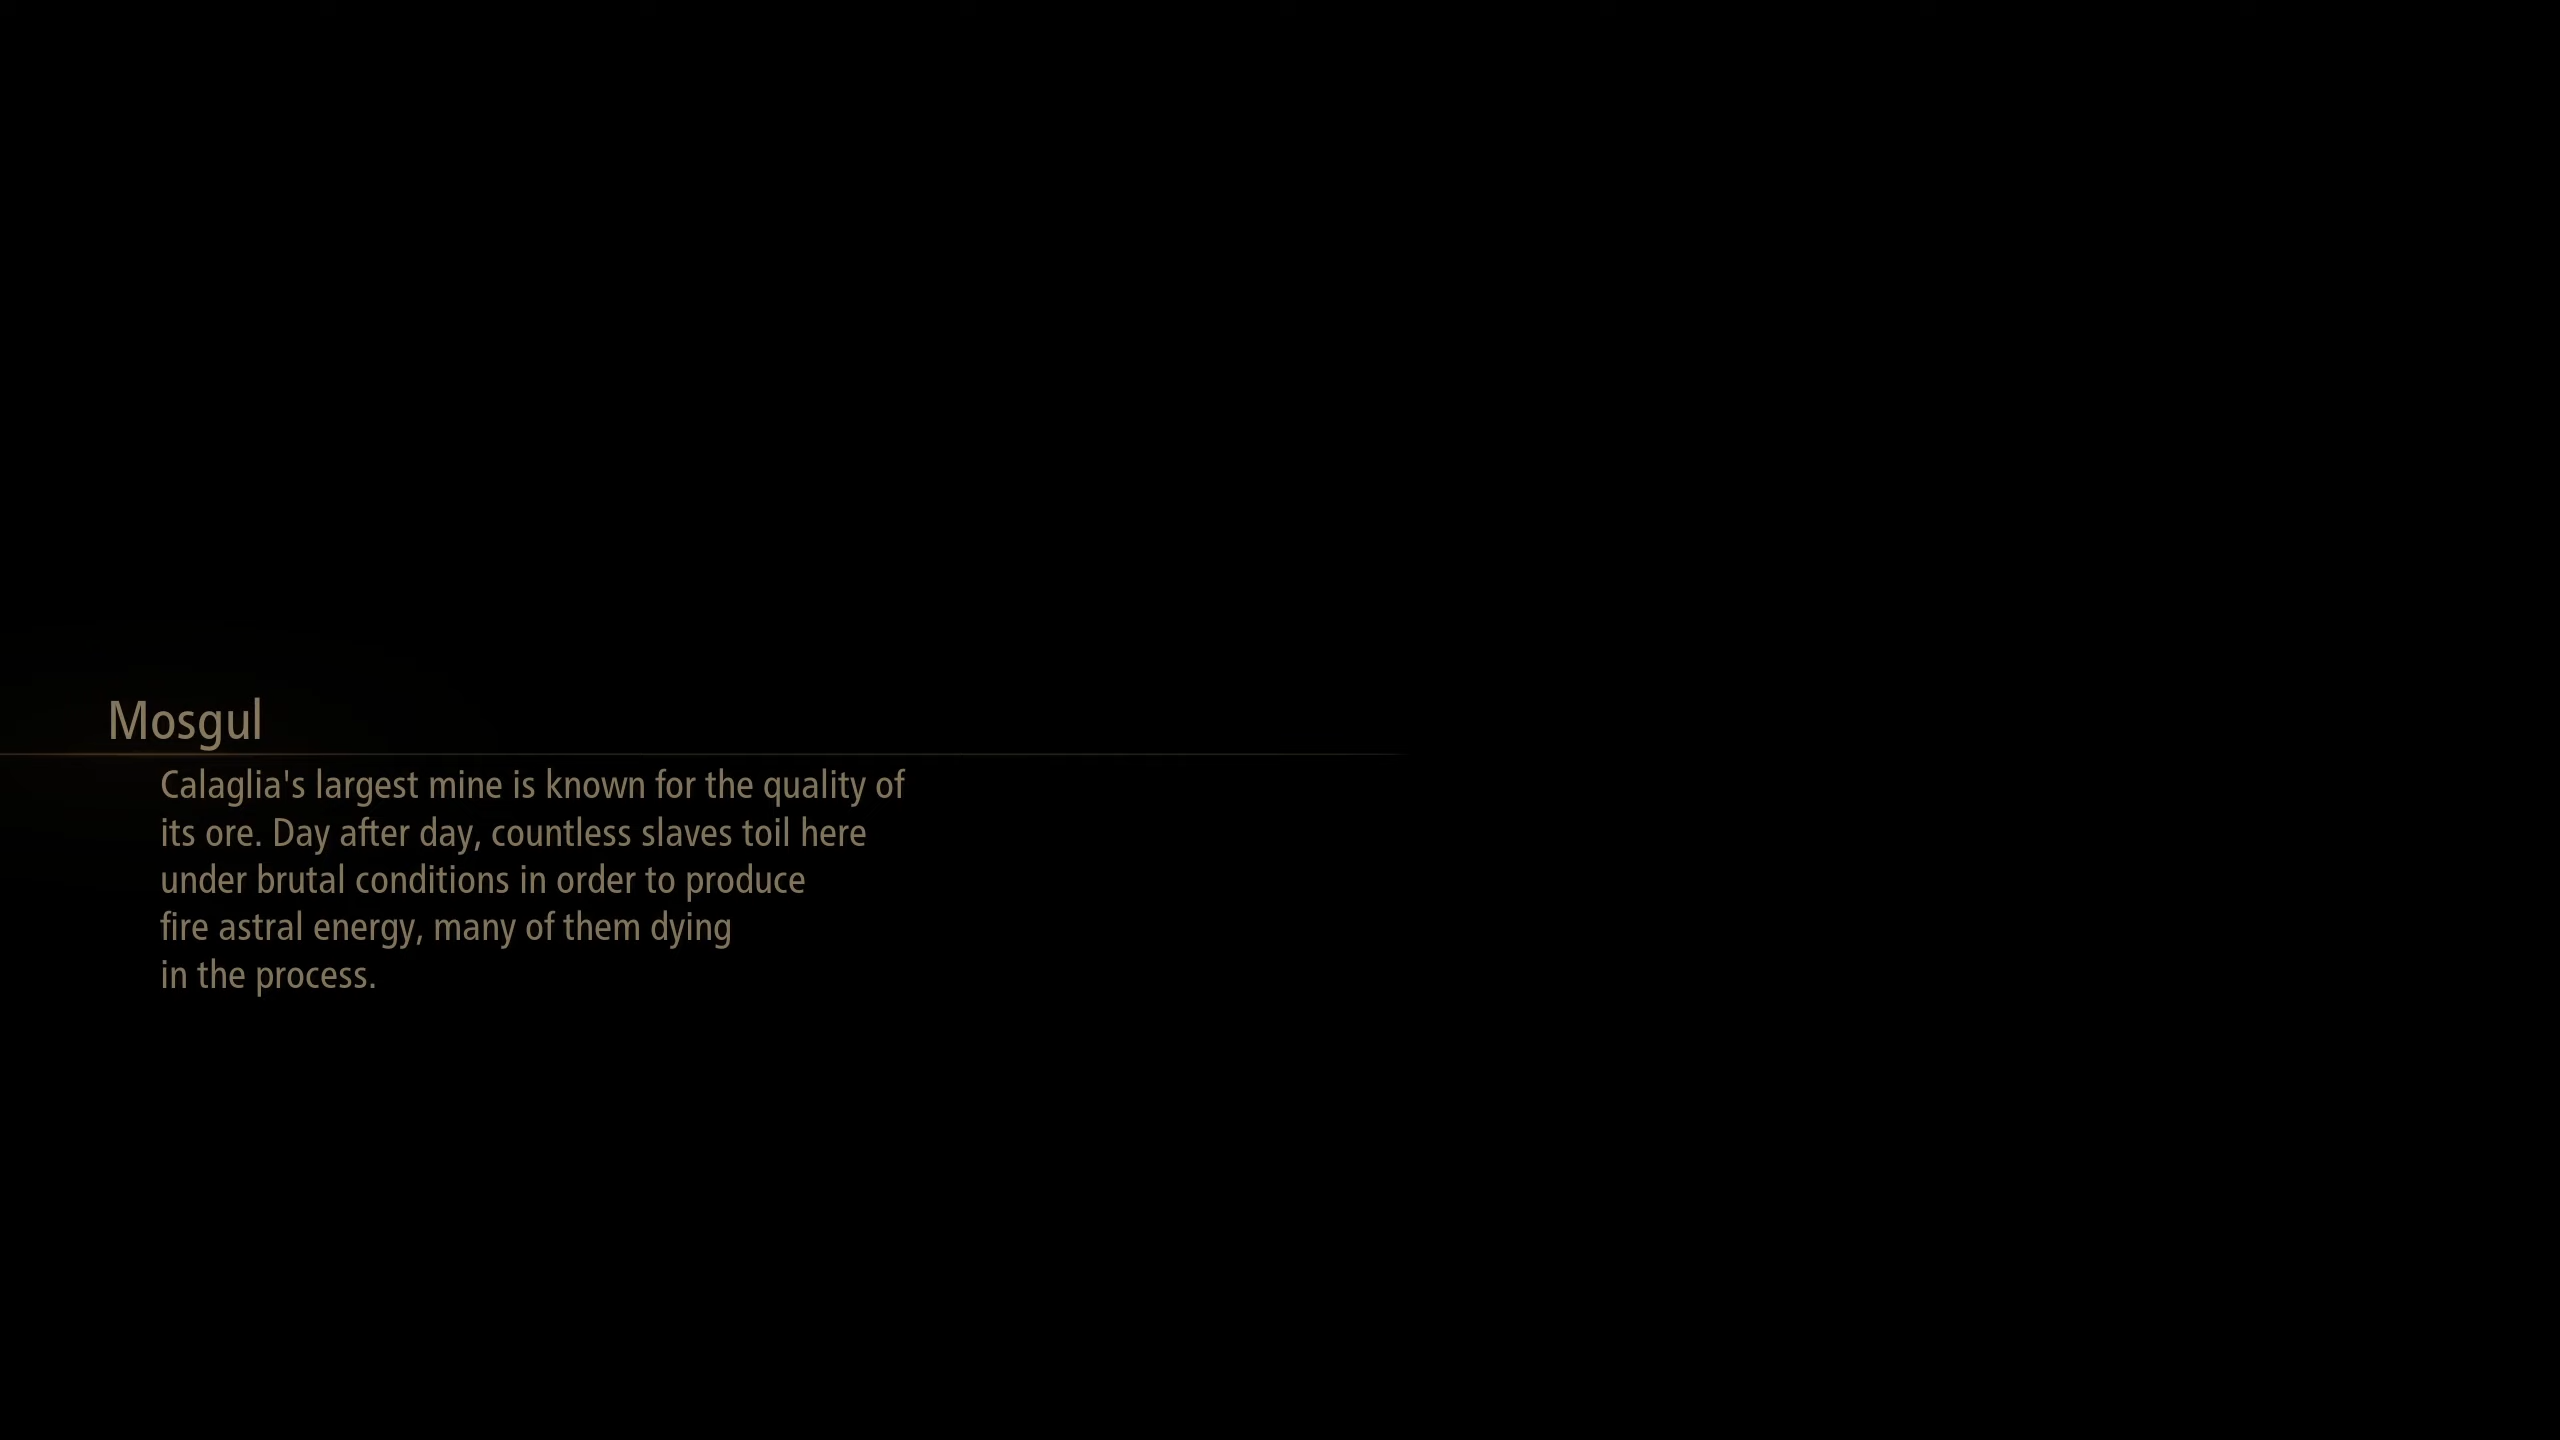 Mosgul
Calaglia's largest mine is known for the quality of
its ore. Day after day, countless slaves toil here
under brutal conditions in order to produce
fire astral energy, many of them dying
in the process.